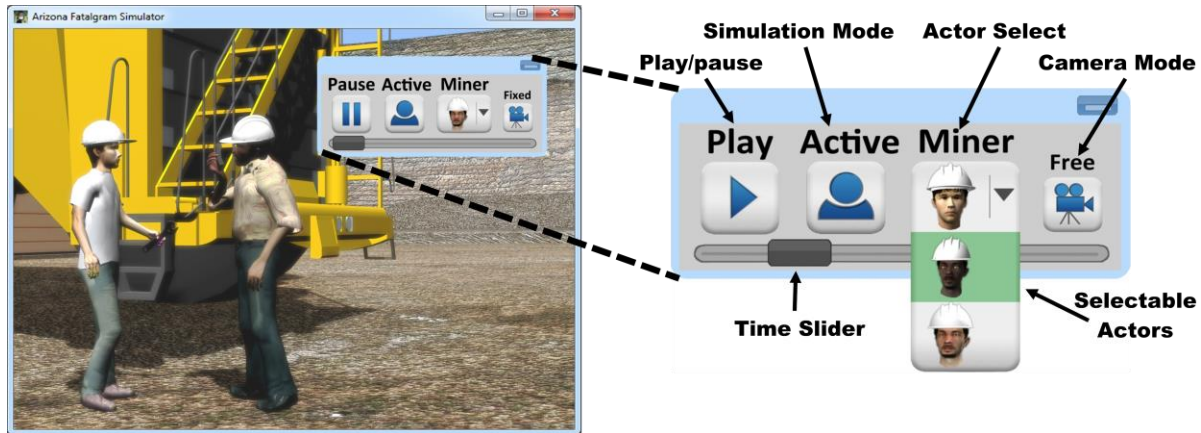 Arizona Fatalgram Simulator
Pause Active Miner Fixed
Simulation Mode Actor Select
Play/pause Camera Mode
Play Active Miner Free
Time Slider
Selectable
Actors